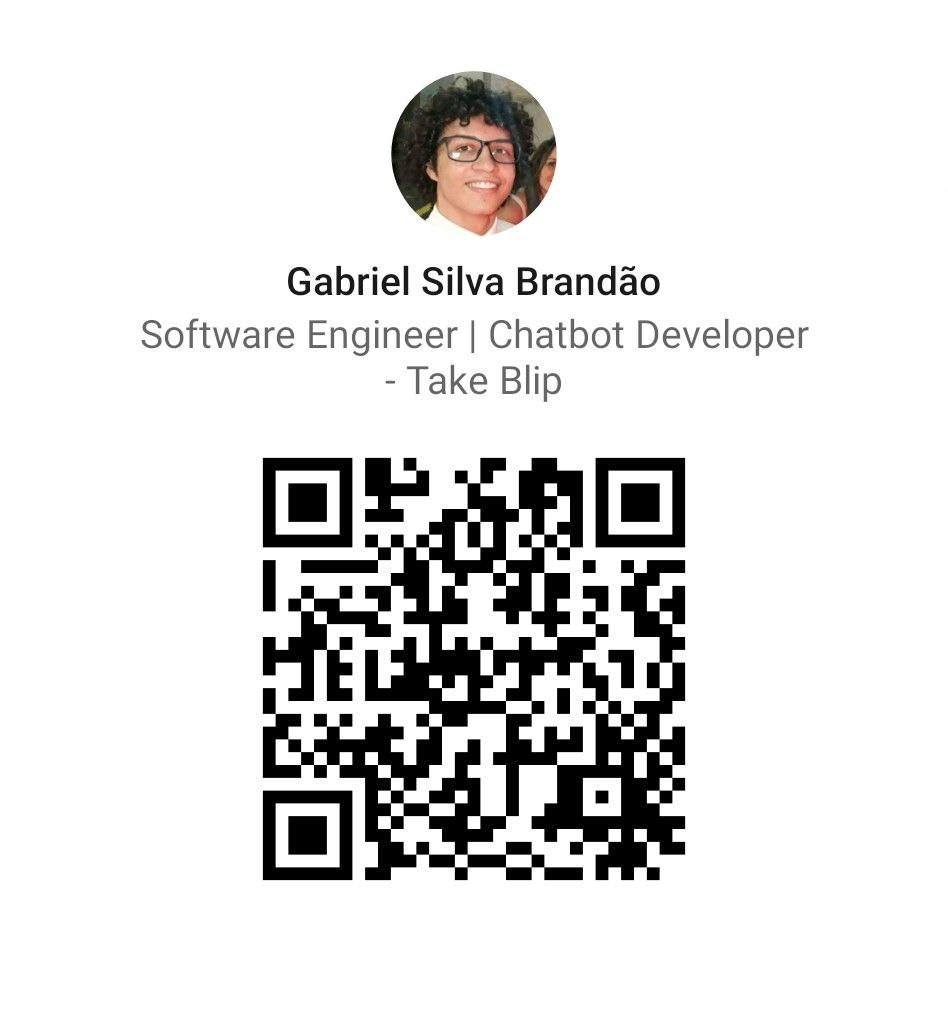 Gabriel Silva Brandão
Software Engineer | Chatbot Developer
- Take Blip